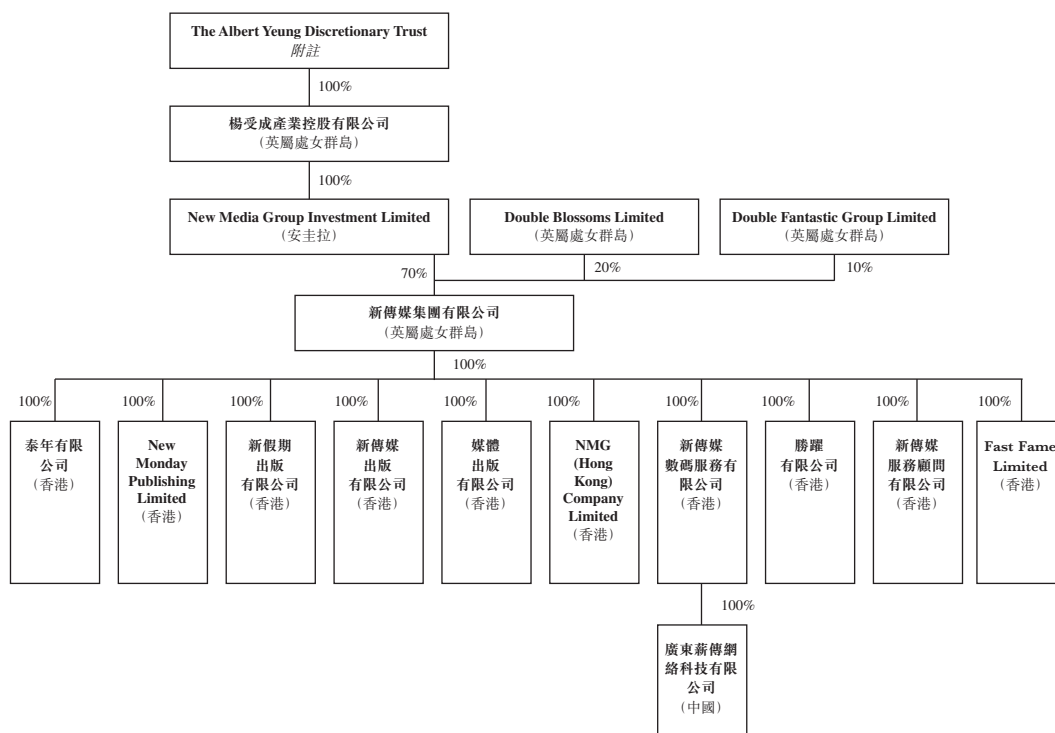 The Albert Yeung Discretionary Trust
附註
100%
楊受成產業控股有限公司
（英屬處女群島）
100%
New Media Group Investment Limited
（安圭拉）
Double Blossoms Limited
（英屬處女群島）
Double Fantastic Group Limited
（英屬處女群島）
70%
20%
10%
新傳媒集團有限公司
（英屬處女群島）
100%
100%
100%
100%
100%
100%
100%
100%
100%
100%
100%
泰年有限
公司
（香港）
New
Monday
Publishing
Limited
（香港）
新假期
出版
有限公司
（香港）
新傳媒
出版
有限公司
（香港）
媒體
出版
有限公司
（香港）
NMG
(Hong
Kong)
Company
Limited
（香港）
新傳媒
數碼服務有
限公司
（香港）
勝躍
有限公司
（香港）
新傳媒
服務顧問
有限公司
（香港）
Fast Fame
Limited
（香港）
100%
廣東薪傳網
絡科技有限
公司
（中國）